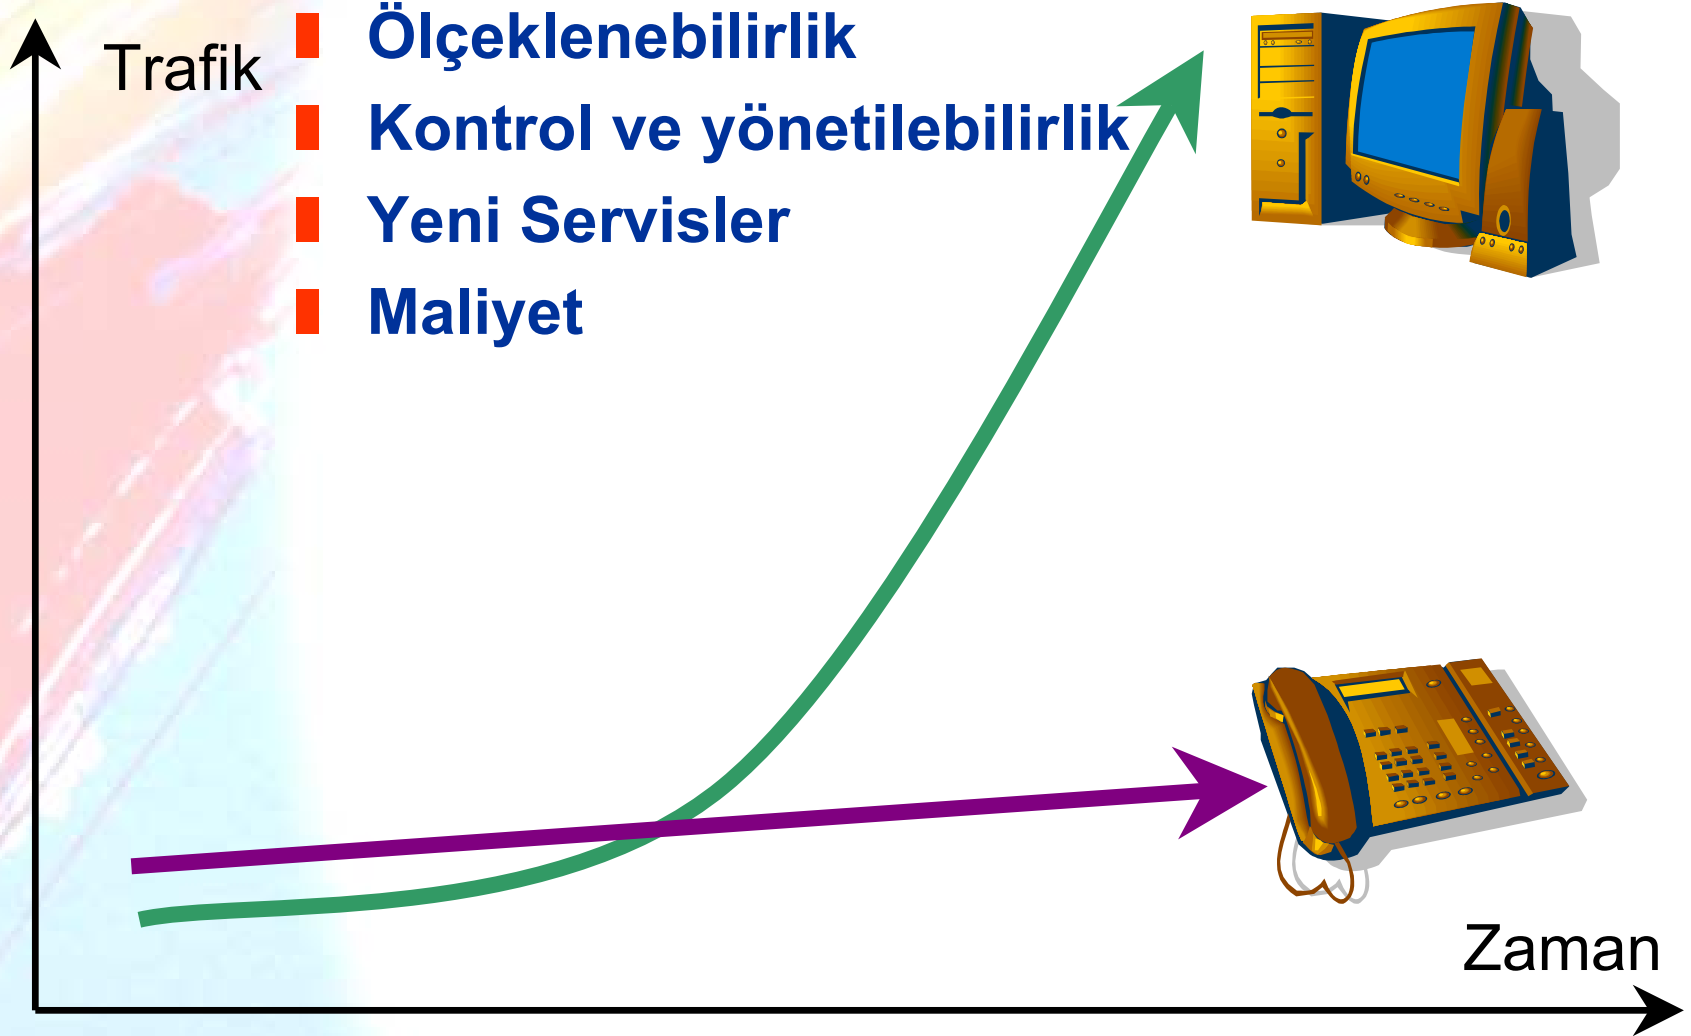 Trafik
Ölçeklenebilirlik
Kontrol ve yönetilebilirlik
Yeni Servisler
Maliyet
Zaman